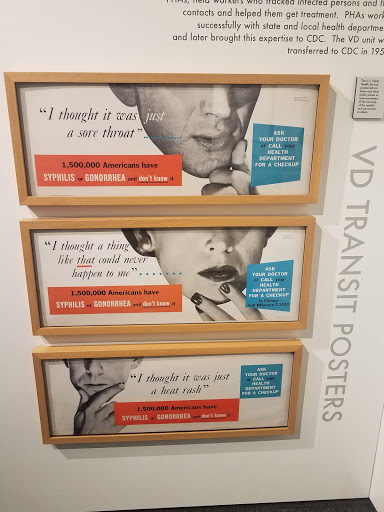 PHAs, field workers who tracked infected persons and
contacts and helped them get treatment. PHAs work
successfully with state and local health
and later brought this expertise to CDC. The VD unit
transferred to CDC in 195
VD TRANSIT POSTERS
“I thought it was just
a sore throat”
1,500,000 Americans have
SYPHILIS or GONORRHEA and don't know it
ASK
YOUR DOCTOR
or CALL your
HEALTH
DEPARTMENT
FOR A CHECKUP
“I thought a thing
like that could never
happen to me”
1,500,000 Americans have
SYPHILIS or GONORRHEA and don't know it
ASK
YOUR DOCTOR
or CALL your
HEALTH
DEPARTMENT
FOR A CHECKUP
“I thought it was just
a heat rash”
1,500,000 Americans have
SYPHILIS or GONORRHEA and don't know it
ASK
YOUR DOCTOR
or CALL your
HEALTH
DEPARTMENT
FOR A CHECKUP